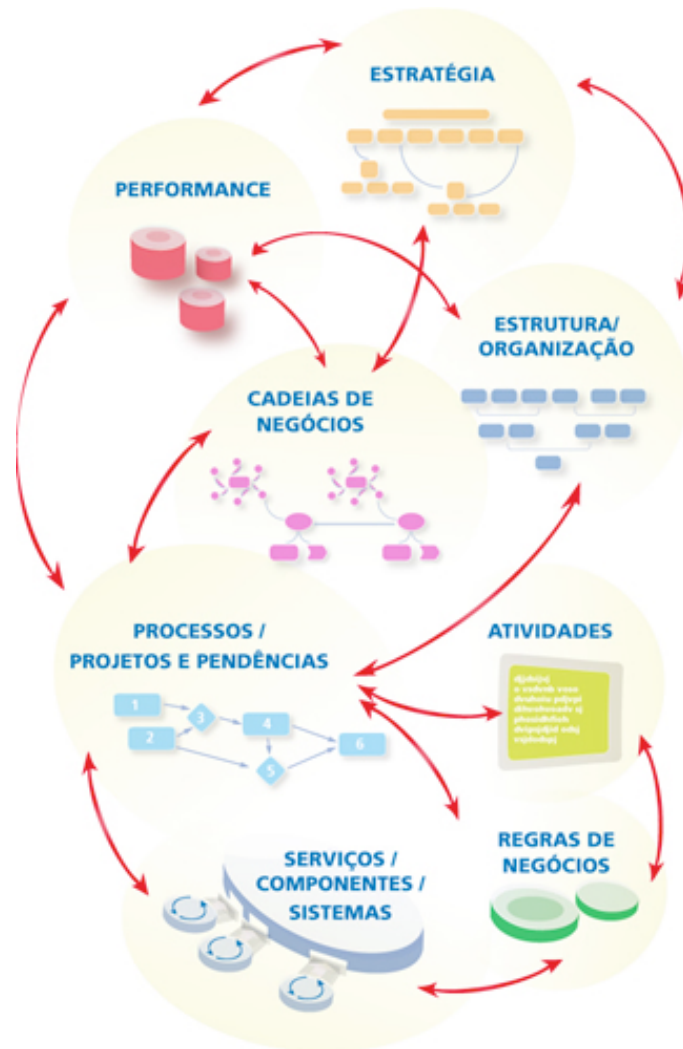 ESTRATÉGIA
PERFORMANCE
ESTRUTURA/
ORGANIZAÇÃO
CADEIAS DE
NEGÓCIOS
PROCESSOS /
PROJETOS E PENDÊNCIAS
1
2
3
4
5
6
ATIVIDADES
REGRAS DE
NEGÓCIOS
SERVIÇOS /
COMPONENTES /
SISTEMAS